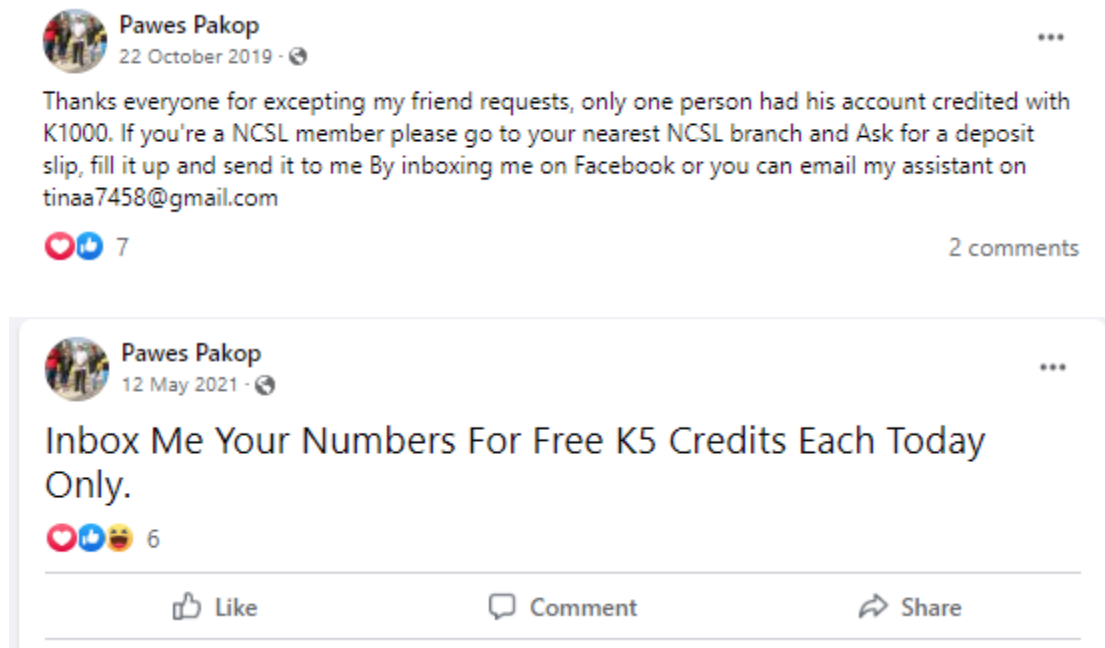 Pawes Pakop
22 October 2019 ·
Thanks everyone for excepting my friend requests, only one person had his account credited with
K1000. If you're a NCSL member please go to your nearest NCSL branch and Ask for a deposit
slip, fill it up and send it to me By inboxing me on Facebook or you can email my assistant on
tinaa7458@gmail.com
7
2 comments
Pawes Pakop
12 May 2021 ·
Inbox Me Your Numbers For Free K5 Credits Each Today
Only.
6
Like Comment Share